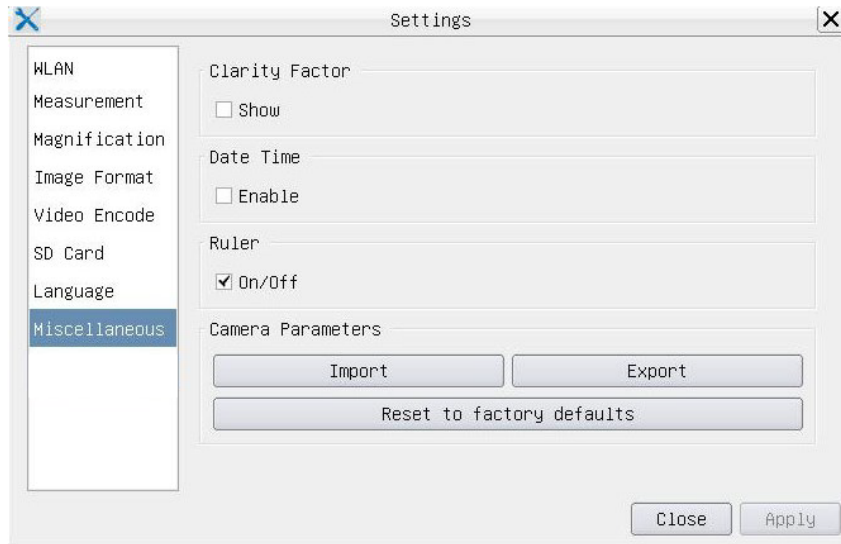 Settings
WLAN
Measurement
Magnification
Image Format
Video Encode
SD Card
Language
Miscellaneous
Clarity Factor
Show
Date Time
Enable
Ruler
On/Off
Camera Parameters
Import
Export
Reset to factory defaults
Close
Apply